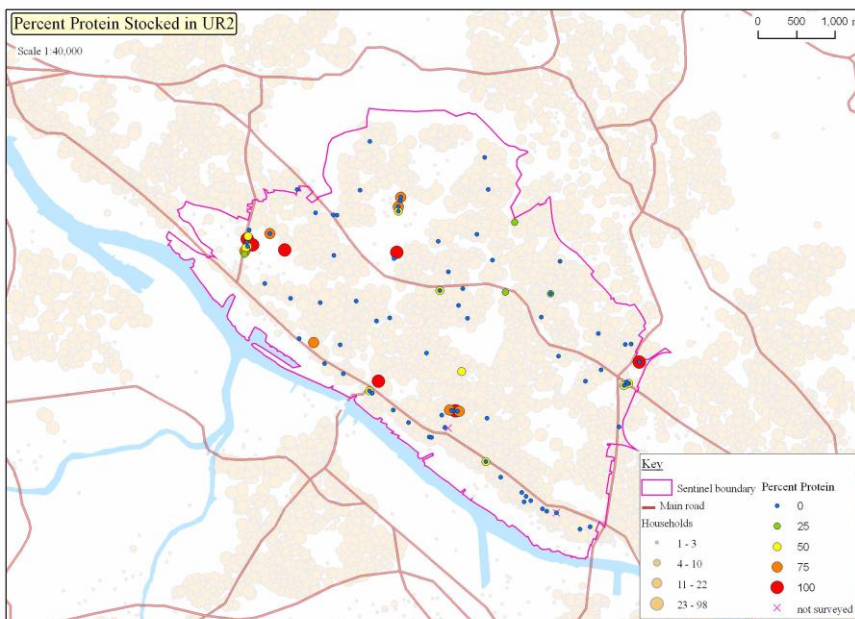 Percent Protein Stocked in UR2
Scale 1:40,000
0 500 1,000 m
Key
Sentinel boundary
Main road
Households
1 - 3
4 - 10
11 - 22
23 - 98
Percent Protein
0
25
50
75
100
not surveyed